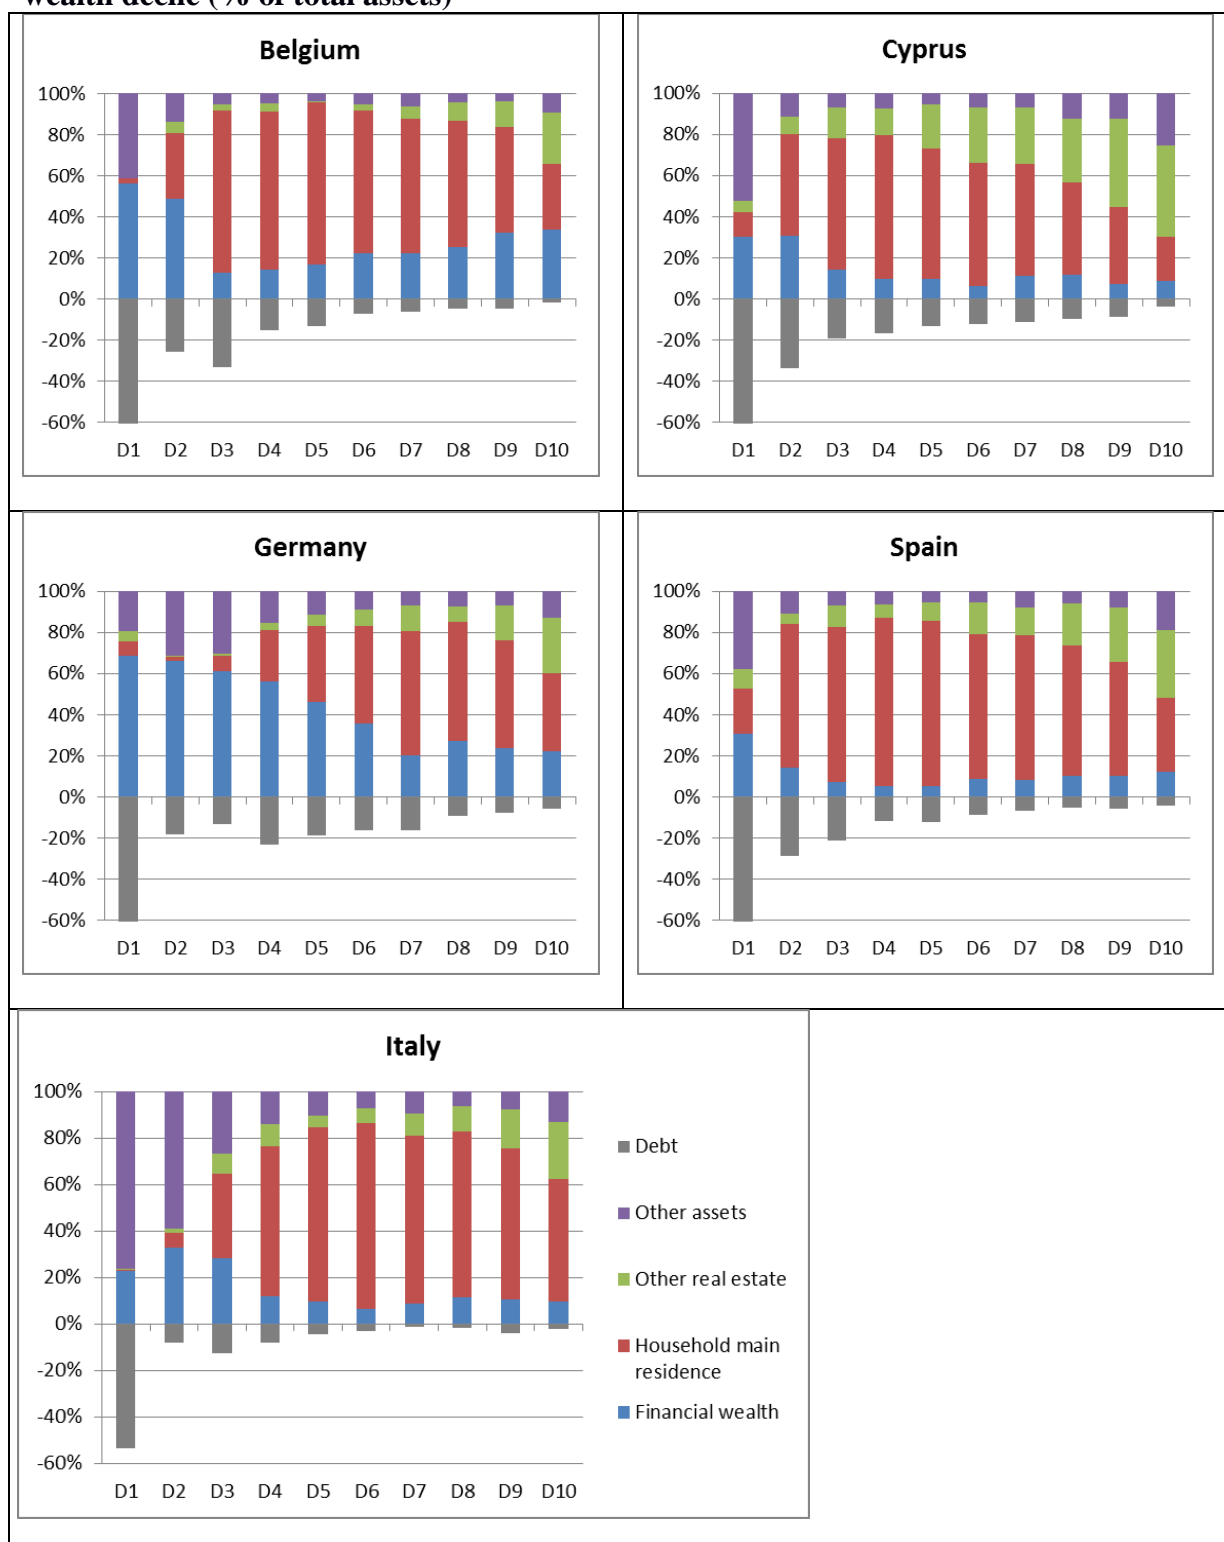 wealth decile (% of total assets)
Belgium
100%
80%
60%
40%
20%
0%
-20%
-40%
-60%
D1 D2 D3 D4 D5 D6 D7 D8 D9 D10
Cyprus
100%
80%
60%
40%
20%
0%
-20%
-40%
-60%
D1 D2 D3 D4 D5 D6 D7 D8 D9 D10
Germany
100%
80%
60%
40%
20%
0%
-20%
-40%
-60%
D1 D2 D3 D4 D5 D6 D7 D8 D9 D10
Spain
100%
80%
60%
40%
20%
0%
-20%
-40%
-60%
D1 D2 D3 D4 D5 D6 D7 D8 D9 D10
Italy
100%
80%
60%
40%
20%
0%
-20%
-40%
-60%
D1 D2 D3 D4 D5 D6 D7 D8 D9 D10
Debt
Other assets
Other real estate
Household main
residence
Financial wealth